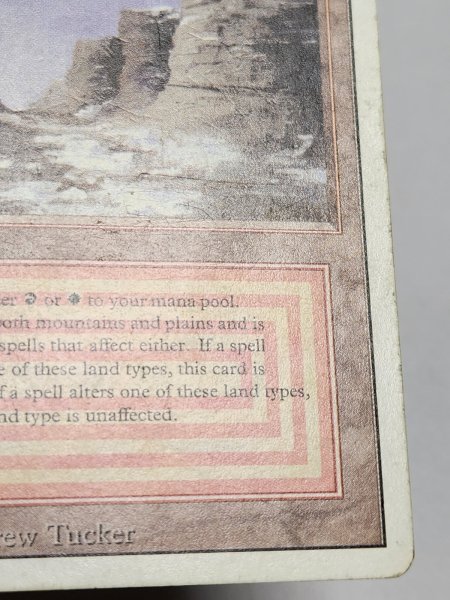 er or to your mana pool.
oth mountains and plains and is
spells that affect either. If a spell
e of these land types, this card is
f a spell alters one of these land types,
nd type is unaffected.
rew Tucker